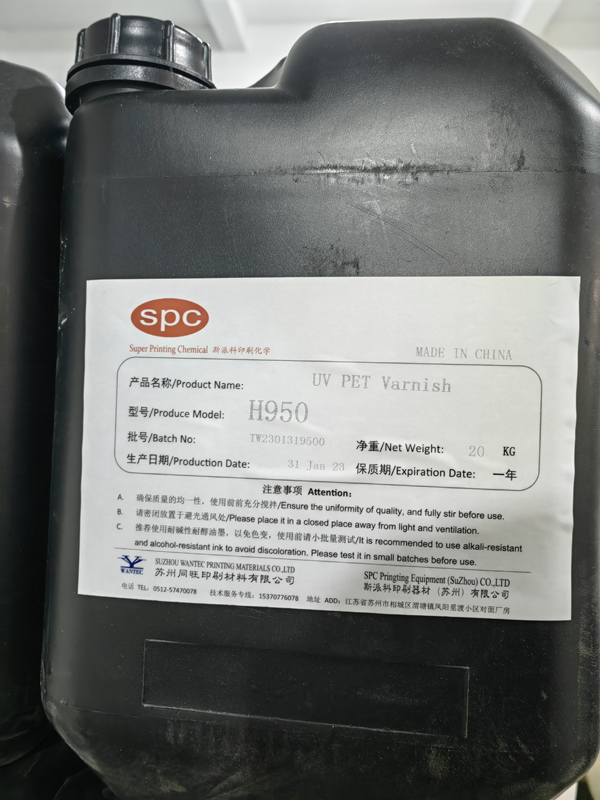 spc
Super Printing Chemical 斯派科印刷化学
MADE IN CHINA
产品名称/Product Name: UV PET Varnish
型号/Produce Model: H950
批号/Batch No: TW2301319500
净重/Net Weight: 20 KG
生产日期/Production Date: 31 Jan 23
保质期/Expiration Date: 一年
注意事项 Attention:
A. 确保质量的均一性，使用前前充分搅拌/Ensure the uniformity of quality, and fully stir before use.
B. 请密闭放置于避光通风处/Please place it in a closed place away from light and ventilation.
C. 推荐使用耐碱性耐醇油墨，以免色变，使用前请小批量测试/It is recommended to use alkali-resistant
and alcohol-resistant ink to avoid discoloration. Please test it in small batches before use.
WANTEC
SUZHOU WANTEC PRINTING MATERIALS CO.,LTD
苏州同旺印刷材料有限公司
SPC Pringting Equipment (SuZhou) CO.,LTD
斯派科印刷器材（苏州）有限公司
电话 TEL: 0512-57470078 技术服务专线: 15370776078 地址 ADD: 江苏省苏州市相城区渭塘镇凤阳重渡小区对面厂房